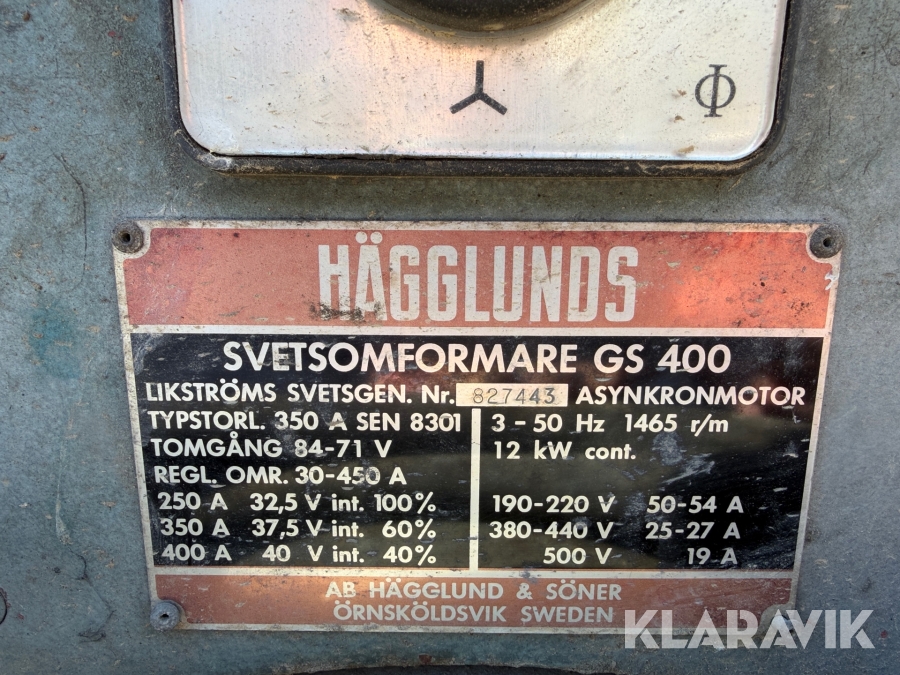 Φ
HÄGGLUNDS
SVETSOMFORMARE GS 400
LIKSTRÖMS SVETSGEN. Nr. 827443 ASYNKRONMOTOR
TYPSTORL. 350 A SEN 8301
TOMGÅNG 84-71 V
REGL. OMR. 30-450 A
250 A 32,5 V int. 100%
350 A 37,5 V int. 60%
400 A 40 V int. 40%
3-50 Hz 1465 r/m
12 kW cont.
190-220 V 50-54 A
380-440 V 25-27 A
500 V 19 A
AB HÄGGLUND & SÖNER
ÖRNSKÖLDSVIK SWEDEN
KLARAVIK